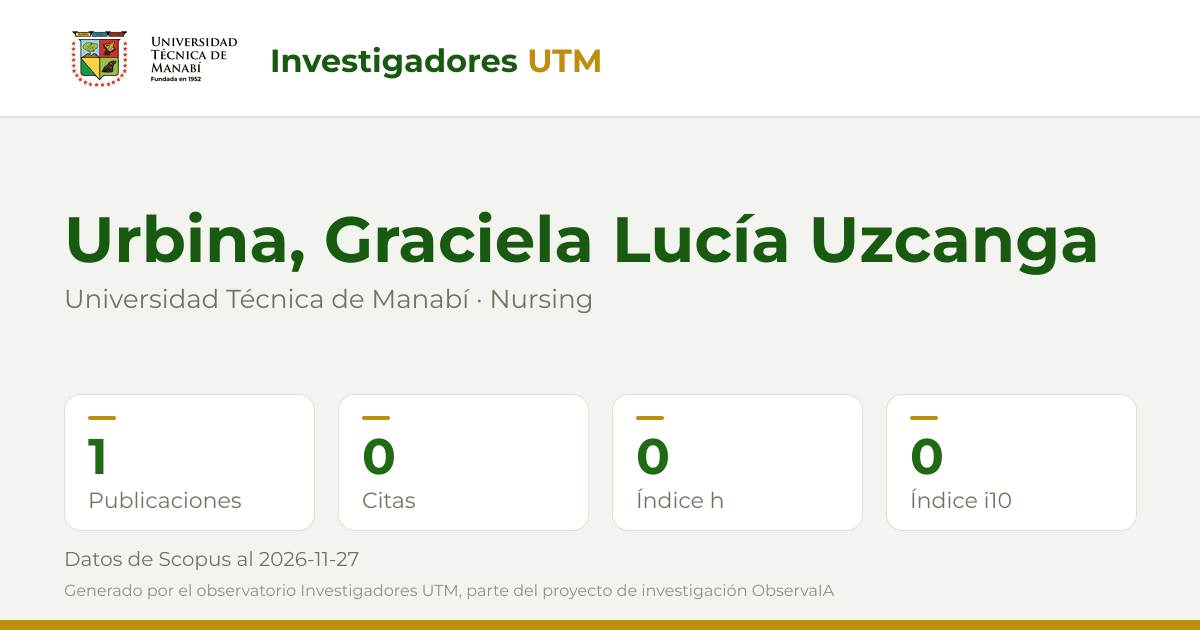 UNIVERSIDAD
TÉCNICA DE
MANABÍ
Fundada en 1952
Investigadores UTM
Urbina, Graciela Lucía Uzcanga
Universidad Técnica de Manabí · Nursing
1
Publicaciones
0
Citas
0
Índice h
0
Índice i10
Datos de Scopus al 2026-11-27
Generado por el observatorio Investigadores UTM, parte del proyecto de investigación ObservaIA